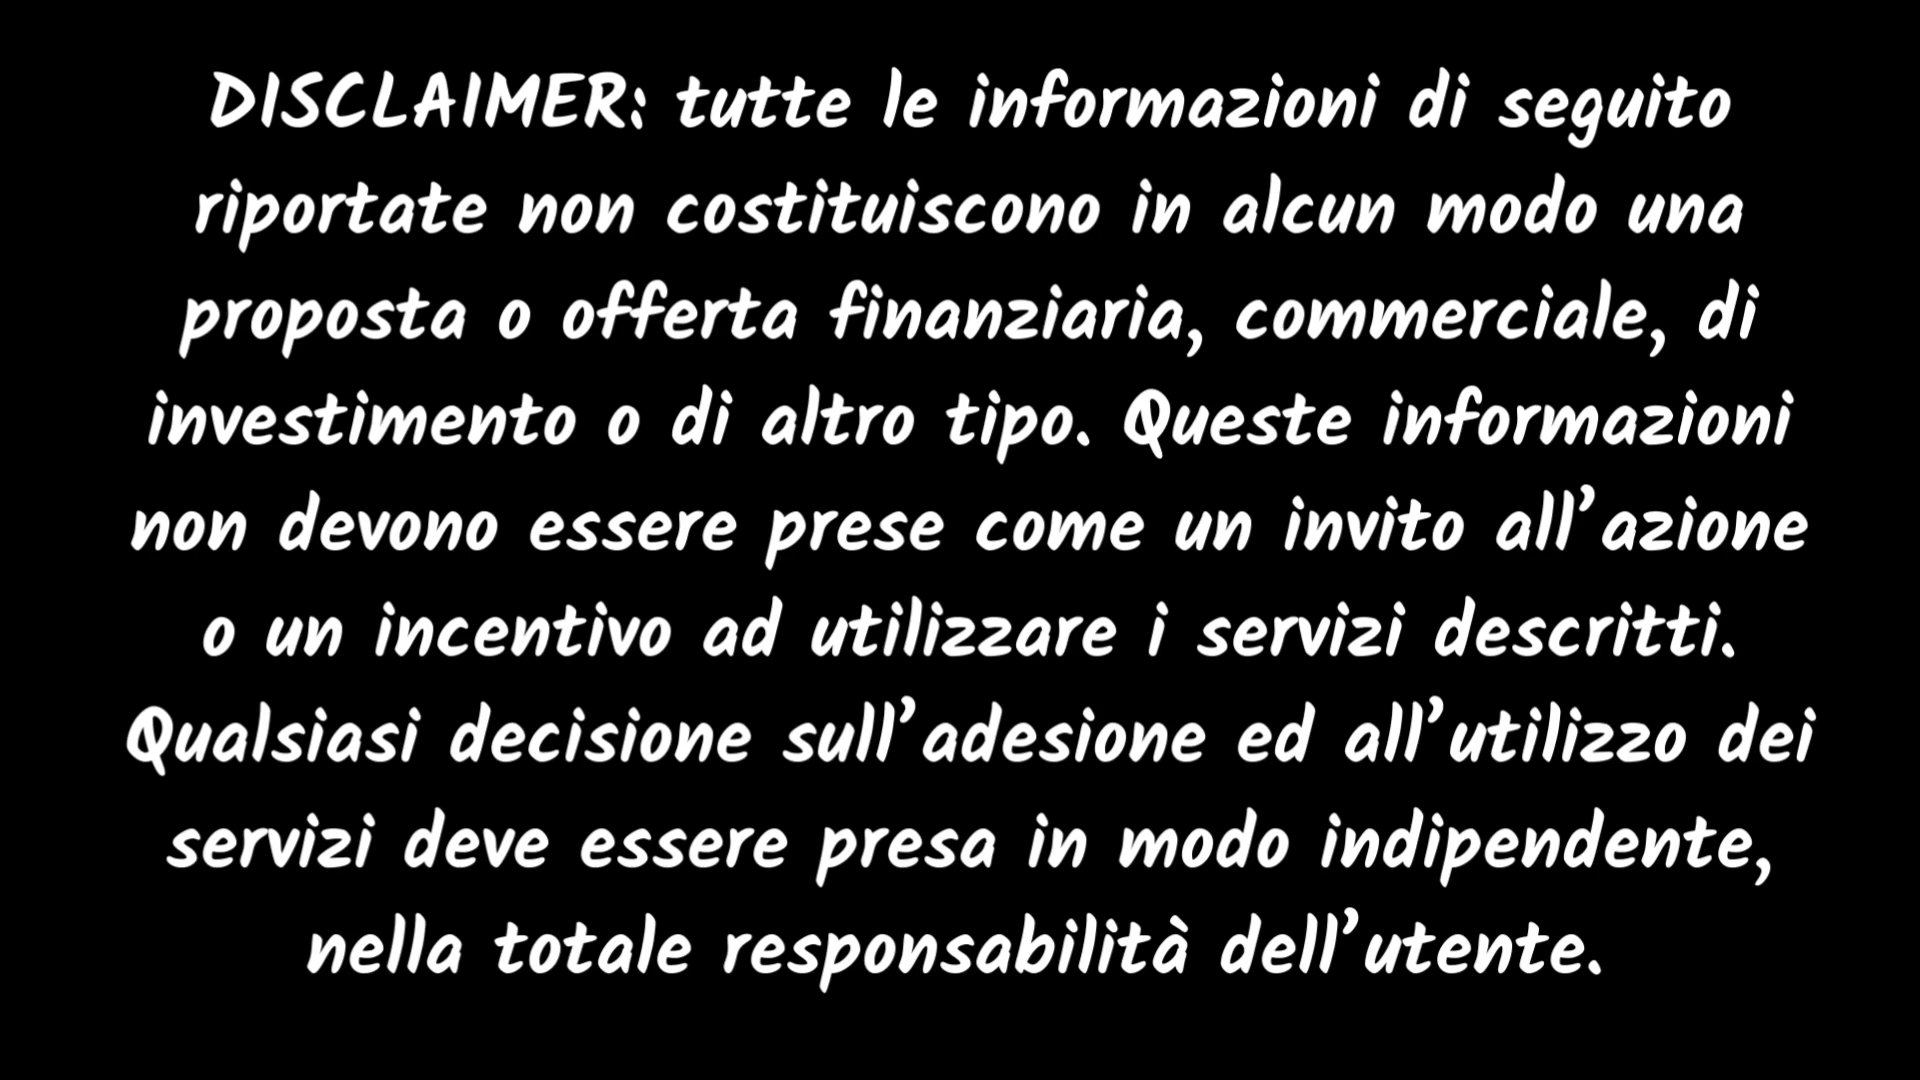 DISCLAIMER: tutte le informazioni di seguito
riportate non costituiscono in alcun modo una
proposta o offerta finanziaria, commerciale, di
investimento o di altro tipo. Queste informazioni
non devono essere prese come un invito all’azione
o un incentivo ad utilizzare i servizi descritti.
Qualsiasi decisione sull’adesione ed all’utilizzo dei
servizi deve essere presa in modo indipendente,
nella totale responsabilità dell’utente.